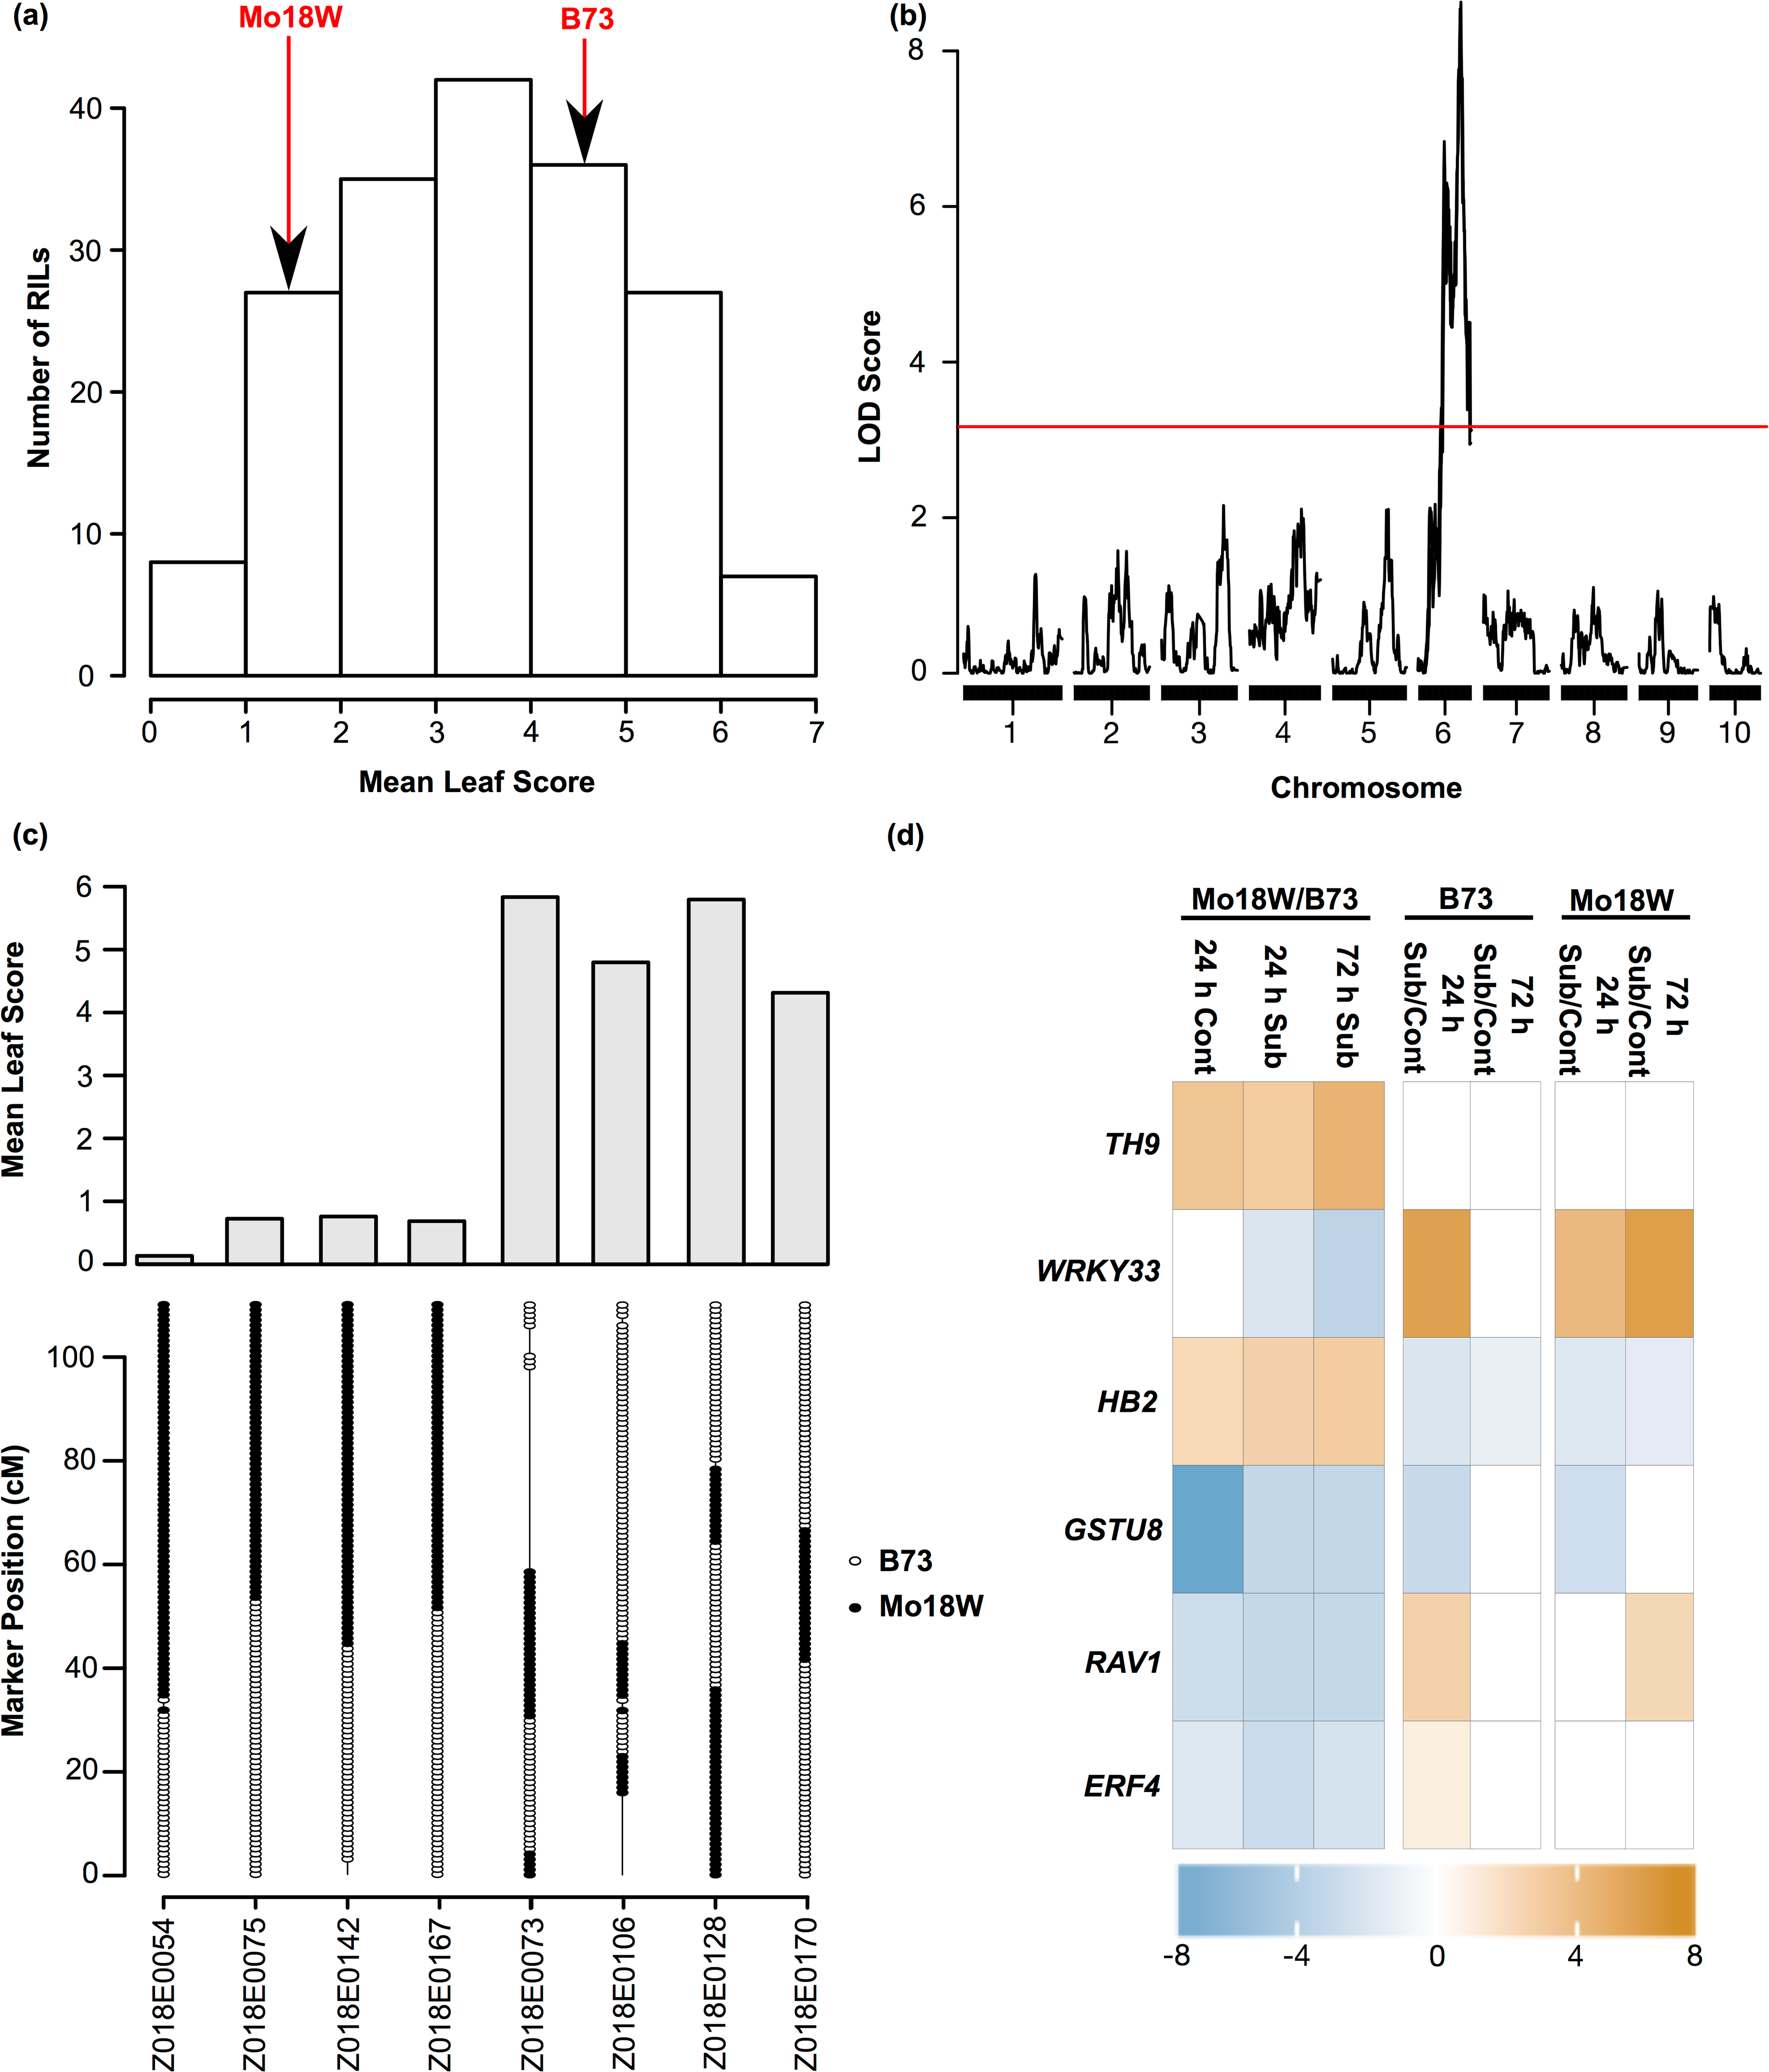 (a)
Mo18W
B73
Number of RILs
40
30
20
10
0
0 1 2 3 4 5 6 7
Mean Leaf Score
(b)
LOD Score
8
6
4
2
0
1 2 3 4 5 6 7 8 9 10
Chromosome
(c)
Mean Leaf Score
6
5
4
3
2
1
0
Marker Position (cM)
100
80
60
40
20
0
B73
Mo18W
Z018E0054
Z018E0075
Z018E0142
Z018E0167
Z018E0073
Z018E0106
Z018E0128
Z018E0170
(d)
Mo18W/B73
B73
Mo18W
24 h Cont
24 h Sub
72 h Sub
24 h
Sub/Cont
72 h
Sub/Cont
24 h
Sub/Cont
72 h
Sub/Cont
TH9
WRKY33
HB2
GSTU8
RAV1
ERF4
-8 -4 0 4 8